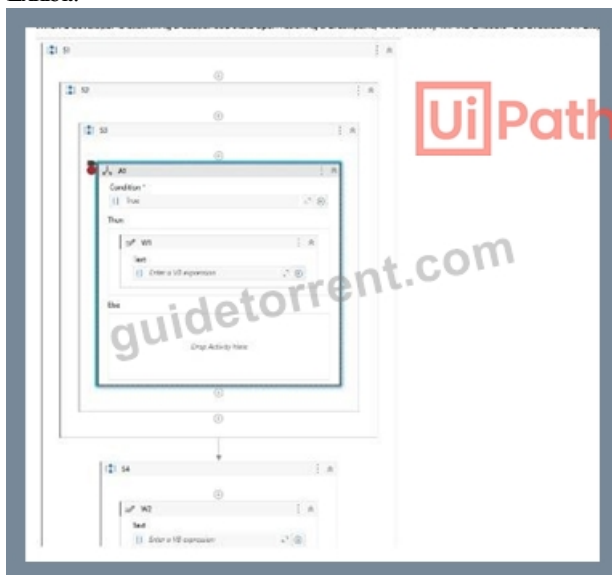 S1
S2
S3
A1
Condition *
True
Then
W1
Text
Enter a VB expression
Else
Drop Activity Here
S4
W2
Text
Enter a VB expression
UiPath
guidetorrent.com